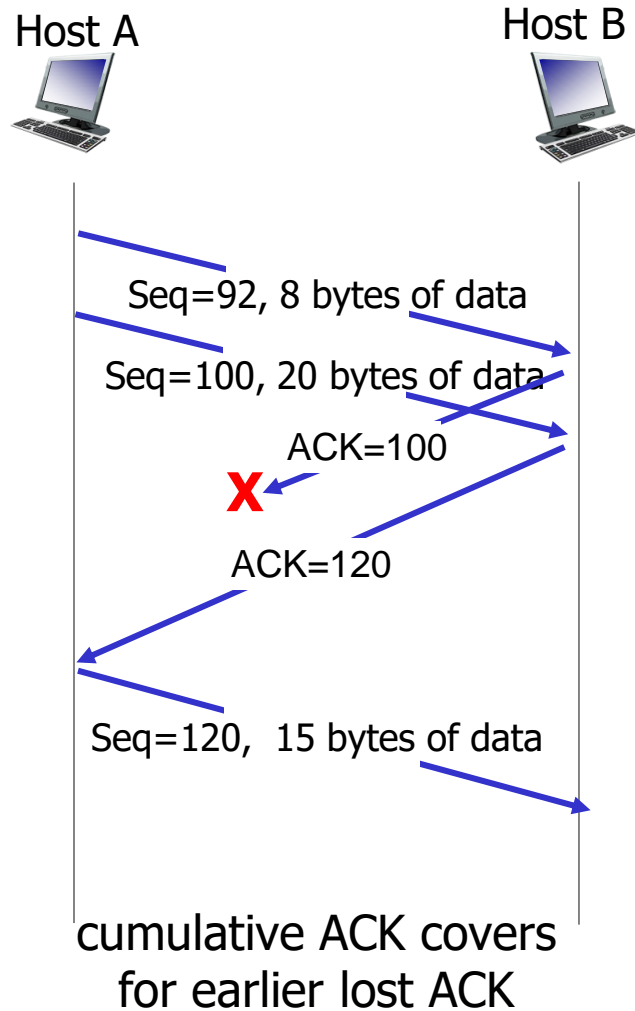 Host A
Host B
Seq=92, 8 bytes of data
Seq=100, 20 bytes of data
ACK=100
X
ACK=120
Seq=120, 15 bytes of data
cumulative ACK covers
for earlier lost ACK